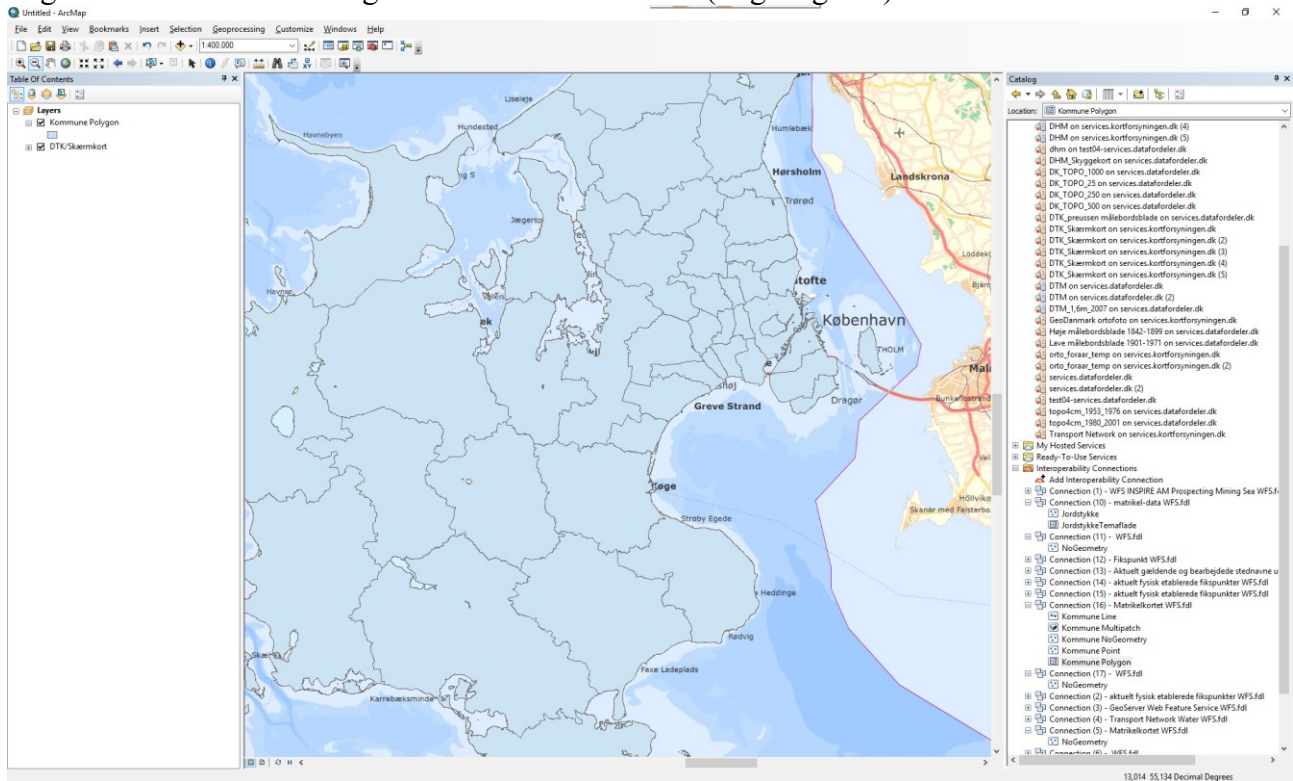 Untitled - ArcMap
File Edit View Bookmarks Insert Selection Geoprocessing Customize Windows Help
1:400.000
Table Of Contents
Layers
Kommune Polygon
DTK/Skærmkort
Liseleje
Hundested
Havnebyen
Humlebæk
Hørsholm
Landskrona
Trørød
Jægersp
København
THOLM
Dragør
Greve Strand
Køge
Strøby Egede
Skanör med Falsterbo
Höllvike
Heddinge
Rødvig
Faxe Ladeplads
Karrebæksminde
Catalog
Location: Kommune Polygon
DHM on services.kortforsyningen.dk (4)
DHM on services.kortforsyningen.dk (5)
dhm on test04-services.datafordeler.dk
DHM_Skyggekort on services.datafordeler.dk
DK_TOPO_1000 on services.datafordeler.dk
DK_TOPO_25 on services.datafordeler.dk
DK_TOPO_250 on services.datafordeler.dk
DK_TOPO_500 on services.datafordeler.dk
DTK_preussen målebordsblade on services.datafordeler.dk
DTK_Skærmkort on services.datafordeler.dk
DTK_Skærmkort on services.kortforsyningen.dk (2)
DTK_Skærmkort on services.kortforsyningen.dk (3)
DTK_Skærmkort on services.kortforsyningen.dk (4)
DTK_Skærmkort on services.kortforsyningen.dk (5)
DTM on services.datafordeler.dk
DTM on services.datafordeler.dk (2)
DTM_1,6m_2007 on services.datafordeler.dk
GeoDanmark ortofoto on services.kortforsyningen.dk
Høje målebordsblade 1842-1899 on services.datafordeler.dk
Lave målebordsblade 1901-1971 on services.datafordeler.dk
orto_foraar_temp on services.kortforsyningen.dk
orto_foraar_temp on services.kortforsyningen.dk (2)
services.datafordeler.dk
services.datafordeler.dk (2)
test04-services.datafordeler.dk
topo4cm_1953_1976 on services.datafordeler.dk
topo4cm_1980_2001 on services.datafordeler.dk
Transport Network on services.kortforsyningen.dk
My Hosted Services
Ready-To-Use Services
Interoperability Connections
Add Interoperability Connection
Connection (1) - WFS INSPIRE AM Prospecting Mining Sea WFS.f
Connection (10) - matrikel-data WFS.fdl
Jordstykke
JordstykkeTemaflade
Connection (11) - WFS.fdl
NoGeometry
Connection (12) - Fikspunkt WFS.fdl
Connection (13) - Aktuelt gældende og bearbejdede stednavne u
Connection (14) - aktuelt fysisk etablerede fikspunkter WFS.fdl
Connection (15) - aktuelt fysisk etablerede fikspunkter WFS.fdl
Connection (16) - Matrikelkortet WFS.fdl
Kommune Line
Kommune Multipatch
Kommune NoGeometry
Kommune Point
Kommune Polygon
Connection (17) - WFS.fdl
NoGeometry
Connection (2) - aktuelt fysisk etablerede fikspunkter WFS.fdl
Connection (3) - GeoServer Web Feature Service WFS.fdl
Connection (4) - Transport Network Water WFS.fdl
Connection (5) - Matrikelkortet WFS.fdl
NoGeometry
Connection (6) - WFS.fdl
13,014 55,134 Decimal Degrees